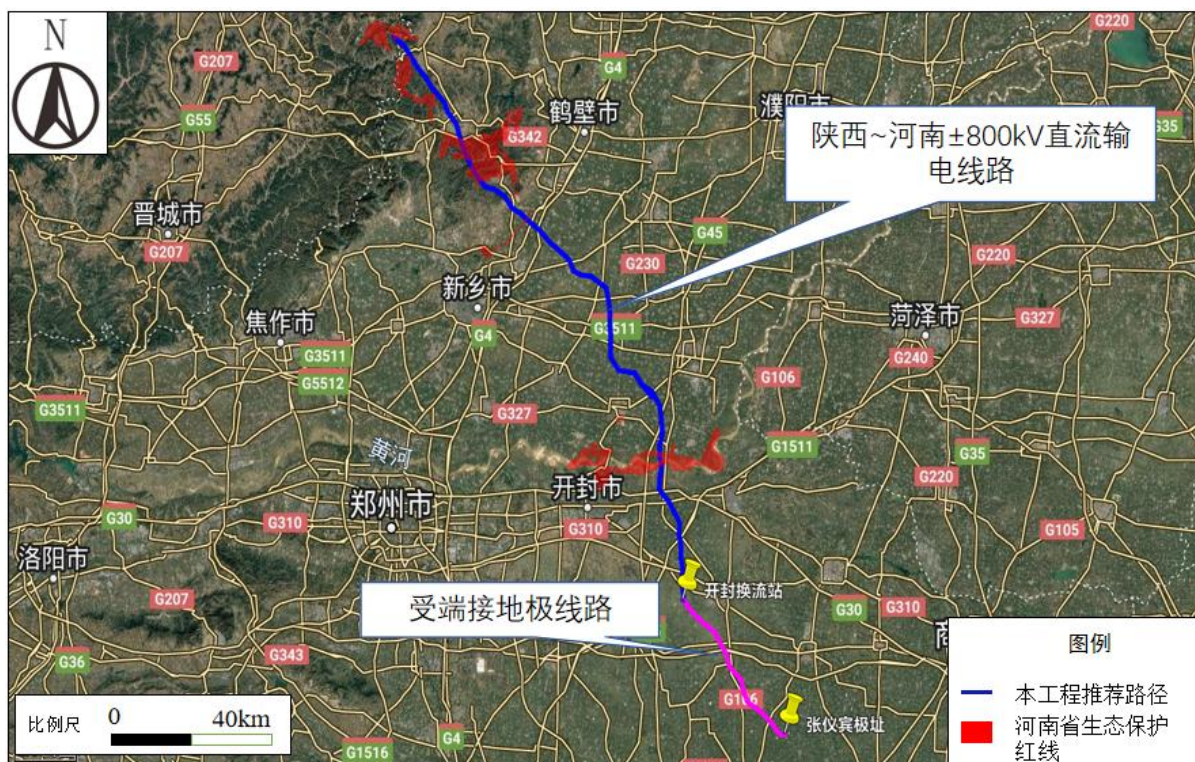 N
G207
G4
G220
鹤壁市
濮阳市
G55
G342
G35
陕西~河南±800kV直流输
电线路
晋城市
G207
G45
G220
G230
新乡市
菏泽市
焦作市
G3511
G327
G4
G3511
G240
G5512
G106
G3511
G327
G1511
黄河
G35
开封市
G220
郑州市
G30
G310
G310
G105
洛阳市
开封换流站
G207
受端接地极线路
G30
G310
商
G343
G36
图例
G106
本工程推荐路径
张仪宾极址
河南省生态保护
红线
比例尺
0
40km
G4
G1516